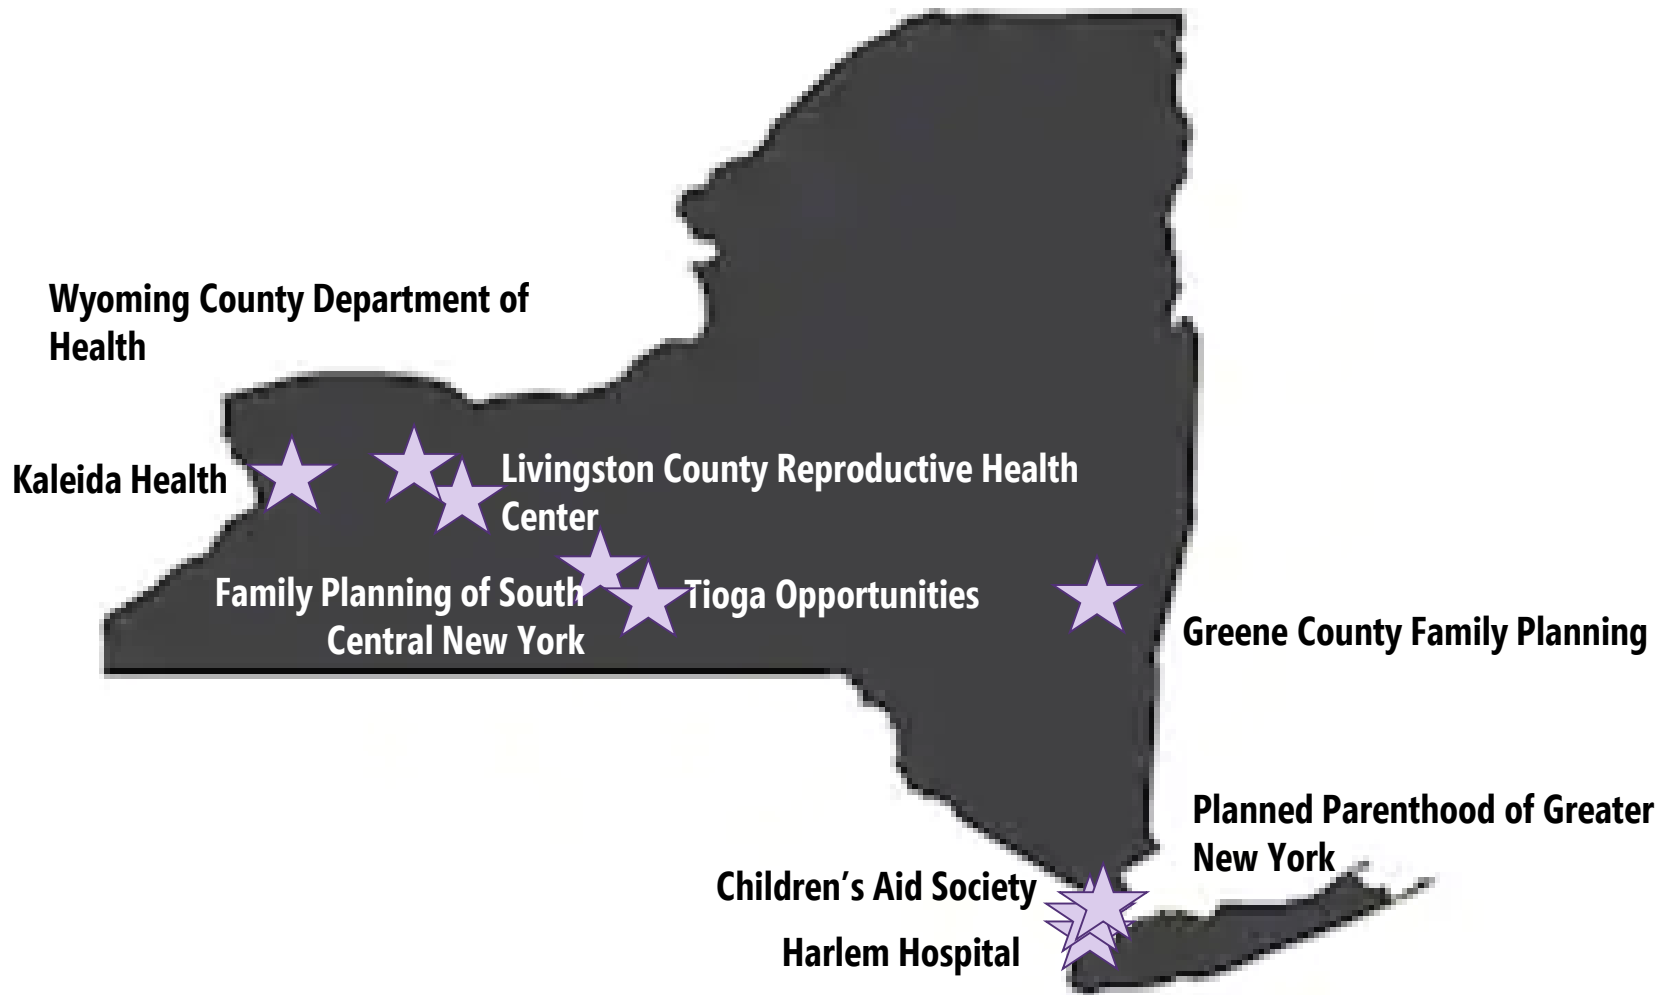 Wyoming County Department of
Health
Kaleida Health
Livingston County Reproductive Health
Center
Family Planning of South
Central New York
Tioga Opportunities
Greene County Family Planning
Planned Parenthood of Greater
New York
Children’s Aid Society
Harlem Hospital